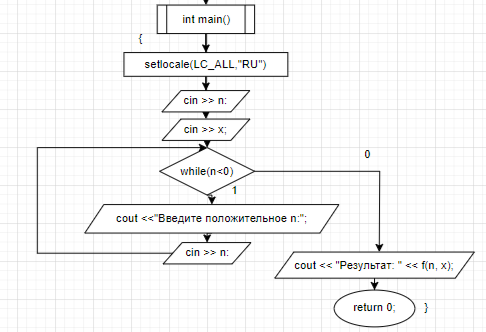 int main()
{
setlocale(LC_ALL,"RU")
cin >> n:
cin >> x;
while(n<0)
0
1
cout <<"Введите положительное n:";
cin >> n:
cout << "Результат: " << f(n, x);
return 0;
}